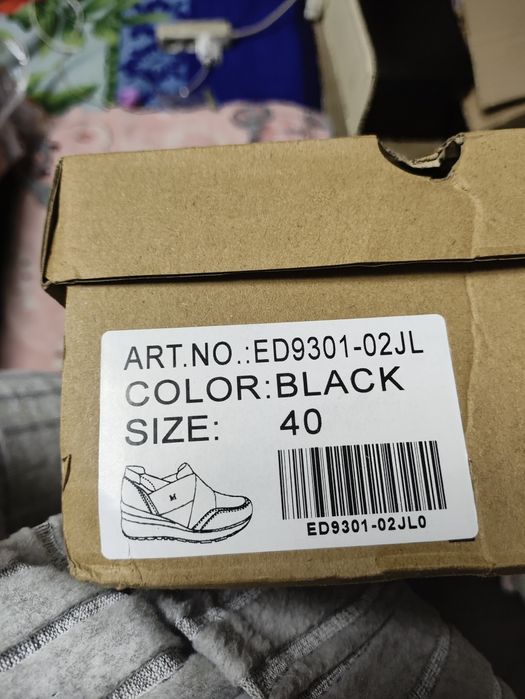 ART.NO.:ED9301-02JL
COLOR:BLACK
SIZE: 40
M
ED9301-02JL0